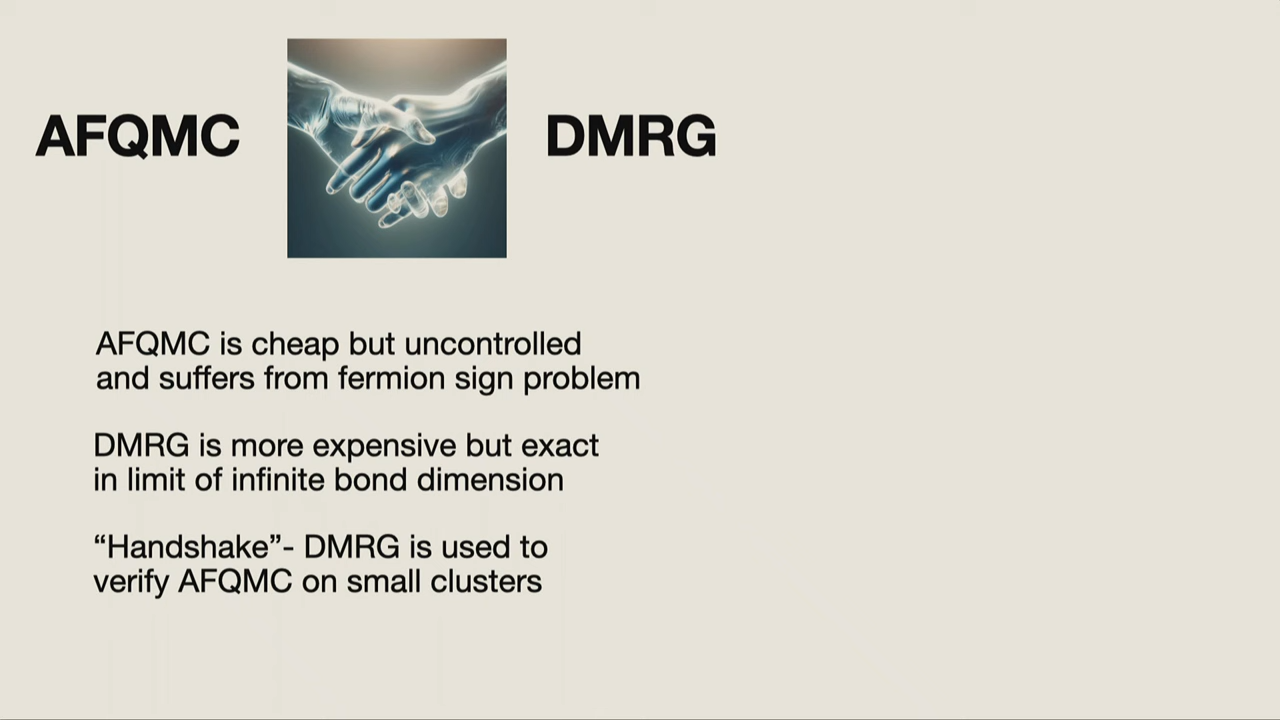 AFQMC
DMRG
AFQMC is cheap but uncontrolled
and suffers from fermion sign problem
DMRG is more expensive but exact
in limit of infinite bond dimension
“Handshake”- DMRG is used to
verify AFQMC on small clusters